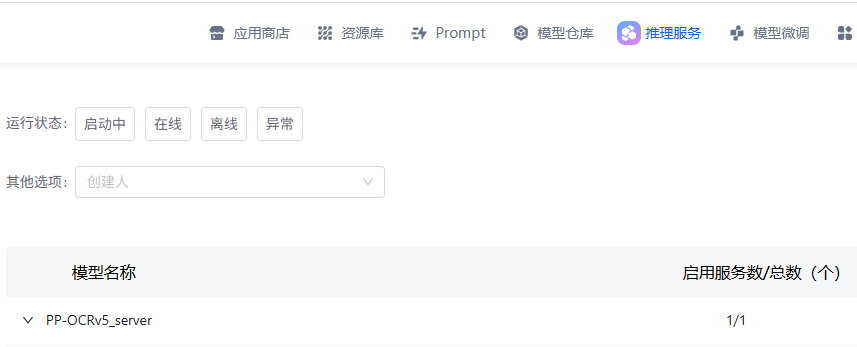 应用商店 资源库 Prompt 模型仓库 推理服务 模型微调
运行状态: 启动中 在线 离线 异常
其他选项: 创建人
模型名称 启用服务数/总数（个）
PP-OCRv5_server 1/1